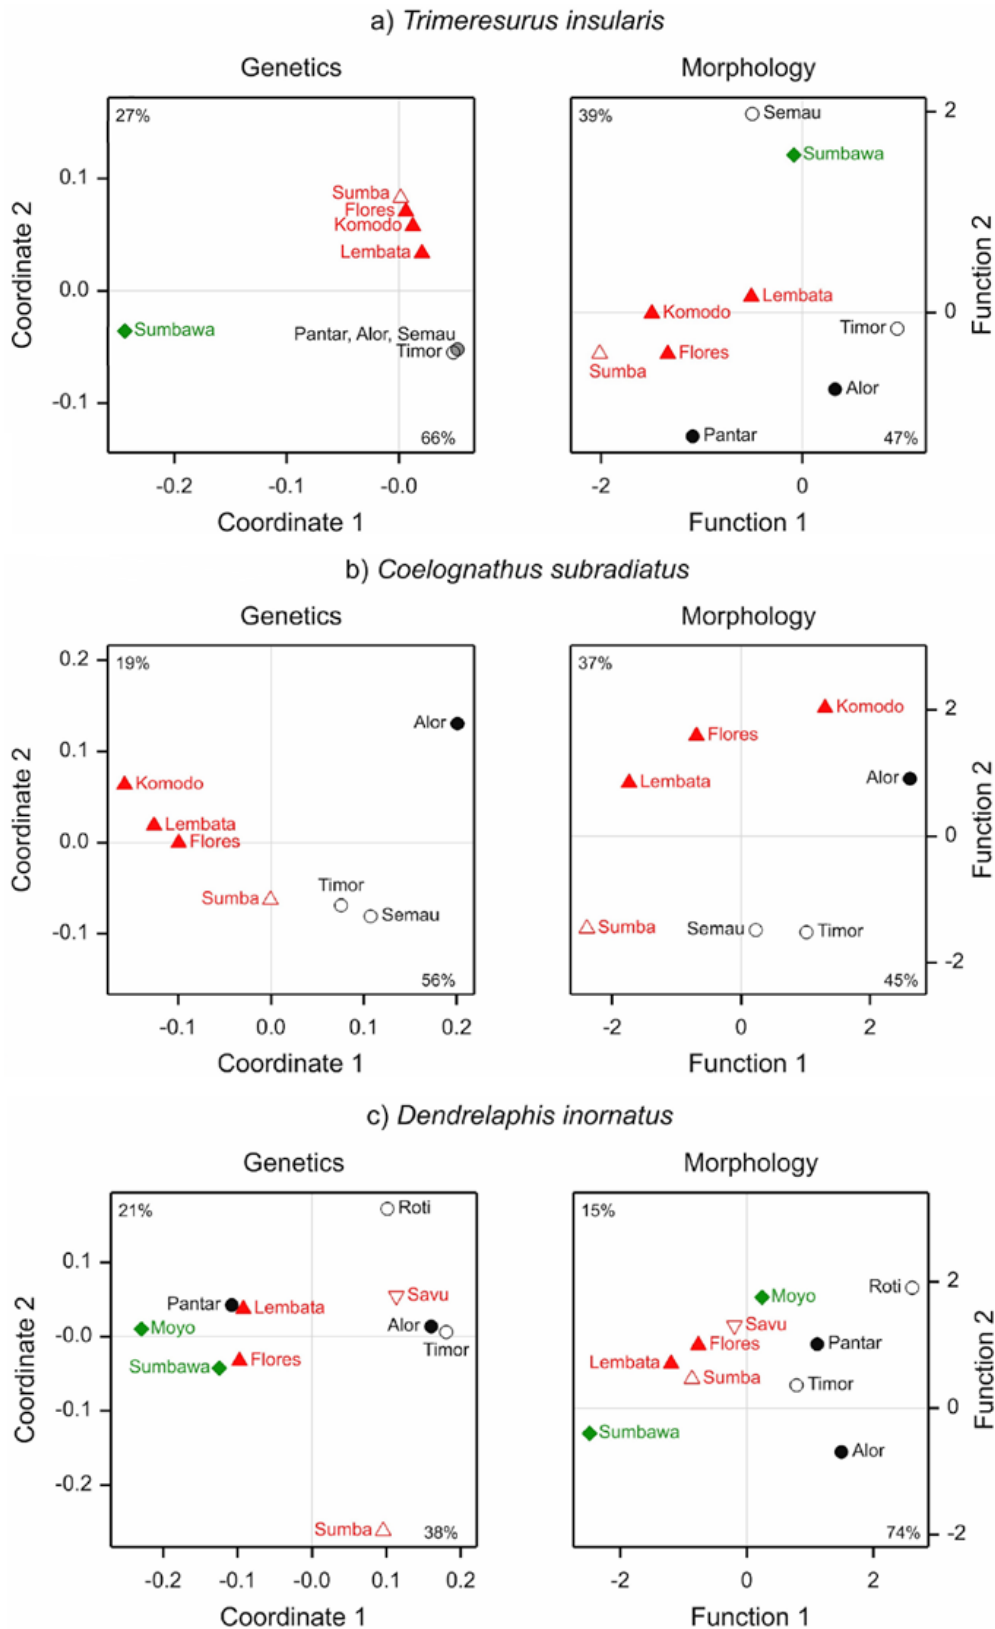 a) Trimeresurus insularis
Genetics
Morphology
27%
Coordinate 2
0.1
0.0
-0.1
Sumba
Flores
Komodo
Lembata
Sumbawa
Pantar, Alor, Semau
Timor
66%
-0.2
-0.1
-0.0
Coordinate 1
39%
Semau
Sumbawa
Lembata
Komodo
Timor
Flores
Sumba
Alor
Pantar
47%
2
0
Function 2
-2
0
Function 1
b) Coelognathus subradiatus
Genetics
Morphology
0.2
0.1
0.0
-0.1
Coordinate 2
19%
Alor
Komodo
Lembata
Flores
Sumba
Timor
Semau
56%
-0.1
0.0
0.1
0.2
Coordinate 1
37%
Komodo
Flores
Alor
Lembata
Sumba
Semau
Timor
45%
2
0
-2
Function 2
-2
0
2
Function 1
c) Dendrelaphis inornatus
Genetics
Morphology
21%
Coordinate 2
0.1
-0.0
-0.1
-0.2
Roti
Savu
Pantar
Lembata
Moyo
Alor
Timor
Sumbawa
Flores
Sumba
38%
-0.2
-0.1
-0.0
0.1
0.2
Coordinate 1
15%
Roti
Moyo
Savu
Flores
Pantar
Lembata
Sumba
Timor
Sumbawa
Alor
74%
2
0
-2
Function 2
-2
0
2
Function 1